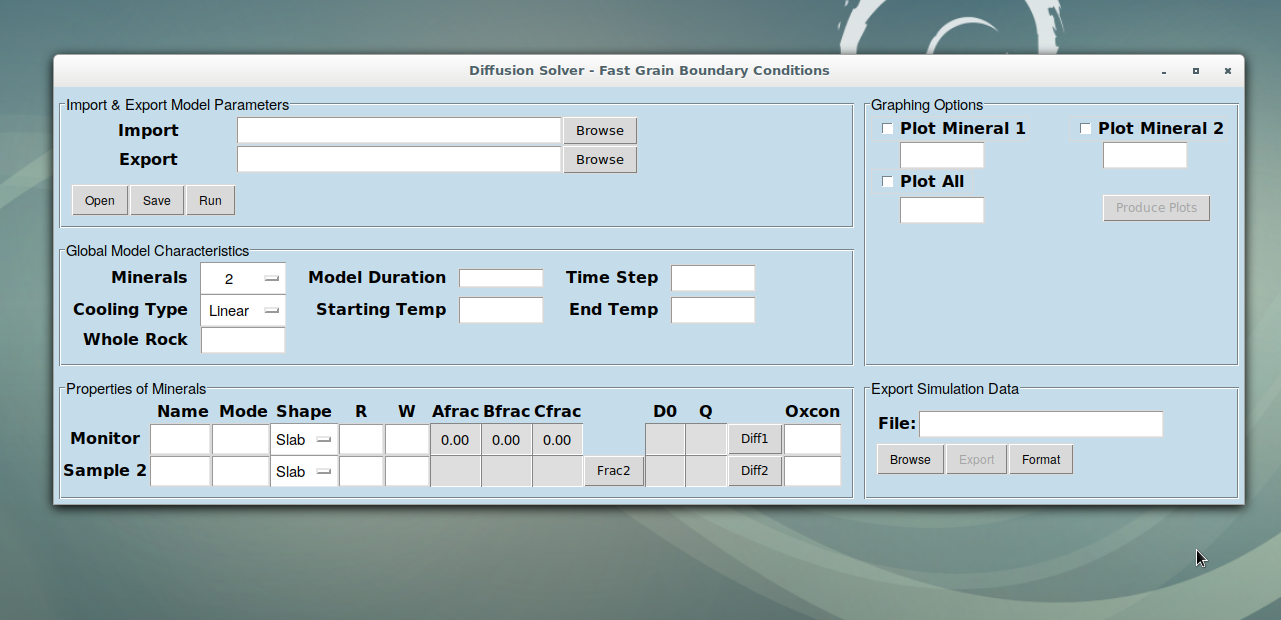 Diffusion Solver - Fast Grain Boundary Conditions
Import & Export Model Parameters
Import Browse
Export Browse
Open Save Run
Global Model Characteristics
Minerals 2 Model Duration Time Step
Cooling Type Linear Starting Temp End Temp
Whole Rock
Properties of Minerals
Name Mode Shape R W Afrac Bfrac Cfrac D0 Q Oxcon
Monitor Slab 0.00 0.00 0.00 Diff1
Sample 2 Slab Frac2 Diff2
Graphing Options
Plot Mineral 1 Plot Mineral 2
Plot All
Produce Plots
Export Simulation Data
File:
Browse Export Format